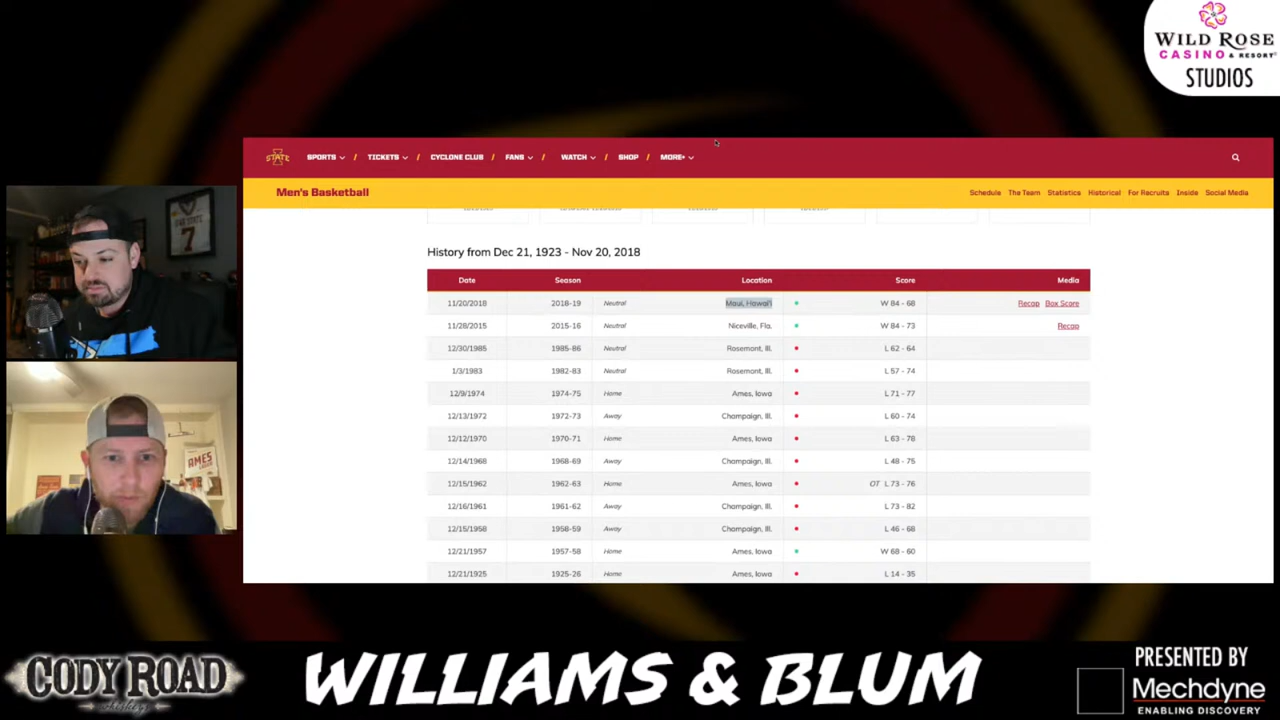 WILD ROSE
CASINO & RESORT
STUDIOS
STATE
SPORTS / TICKETS / CYCLONE CLUB / FANS / WATCH / SHOP / MORE+
Men's Basketball
Schedule The Team Statistics Historical For Recruits Inside Social Media
History from Dec 21, 1923 - Nov 20, 2018
Date Season Location Score Media
11/20/2018 2018-19 Neutral Maui, Hawai'i W 84 - 68 Recap Box Score
11/28/2015 2015-16 Neutral Niceville, Fla. W 84 - 73 Recap
12/30/1985 1985-86 Neutral Rosemont, Ill. L 62 - 64
1/3/1983 1982-83 Neutral Rosemont, Ill. L 57 - 74
12/9/1974 1974-75 Home Ames, Iowa L 71 - 77
12/13/1972 1972-73 Away Champaign, Ill. L 60 - 74
12/12/1970 1970-71 Home Ames, Iowa L 63 - 78
12/14/1968 1968-69 Away Champaign, Ill. L 48 - 75
12/15/1962 1962-63 Home Ames, Iowa OT L 73 - 76
12/16/1961 1961-62 Away Champaign, Ill. L 73 - 82
12/15/1958 1958-59 Away Champaign, Ill. L 46 - 68
12/21/1957 1957-58 Home Ames, Iowa W 68 - 60
12/21/1925 1925-26 Home Ames, Iowa L 14 - 35
7
AMES
CODY ROAD
WILLIAMS & BLUM
PRESENTED BY
Mechdyne
ENABLING DISCOVERY